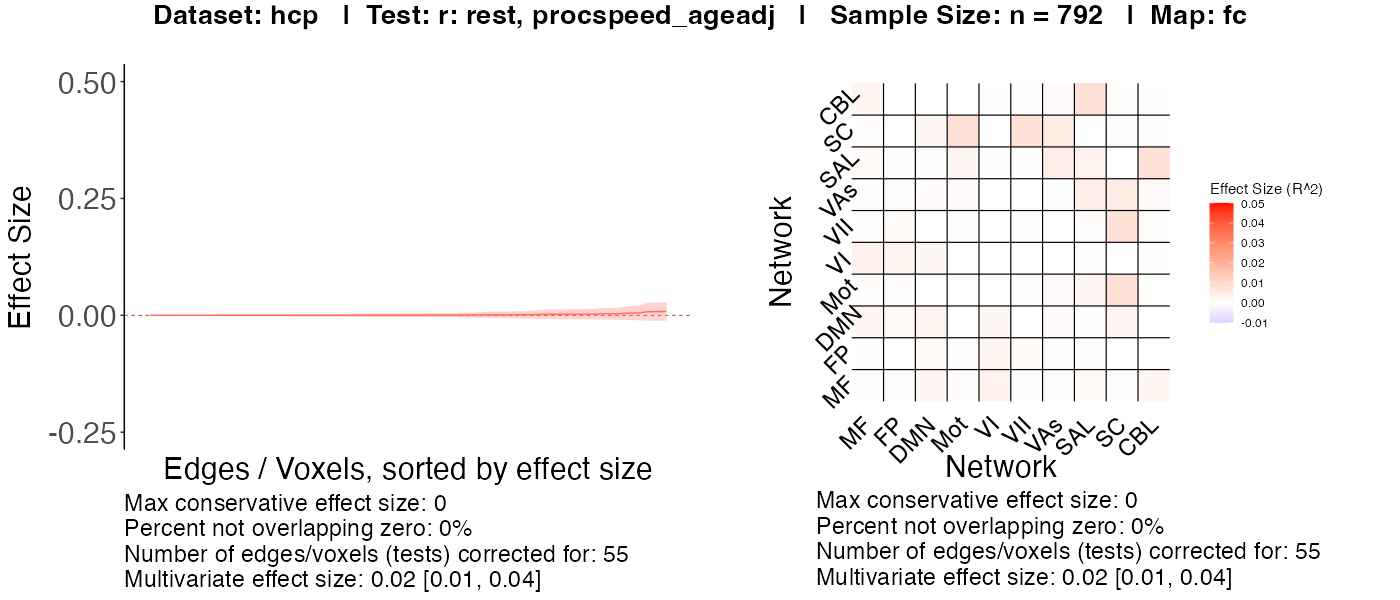 Dataset: hcp | Test: r: rest, procspeed_ageadj | Sample Size: n = 792 | Map: fc
0.50
0.25
0.00
-0.25
Effect Size
Edges / Voxels, sorted by effect size
Max conservative effect size: 0
Percent not overlapping zero: 0%
Number of edges/voxels (tests) corrected for: 55
Multivariate effect size: 0.02 [0.01, 0.04]
Network
CBL
SC
SAL
VAs
VII
VI
Mot
DMN
FP
MF
MF
FP
DMN
Mot
VI
VII
VAs
SAL
SC
CBL
Network
Effect Size (R^2)
0.05
0.04
0.03
0.02
0.01
0.00
-0.01
Max conservative effect size: 0
Percent not overlapping zero: 0%
Number of edges/voxels (tests) corrected for: 55
Multivariate effect size: 0.02 [0.01, 0.04]